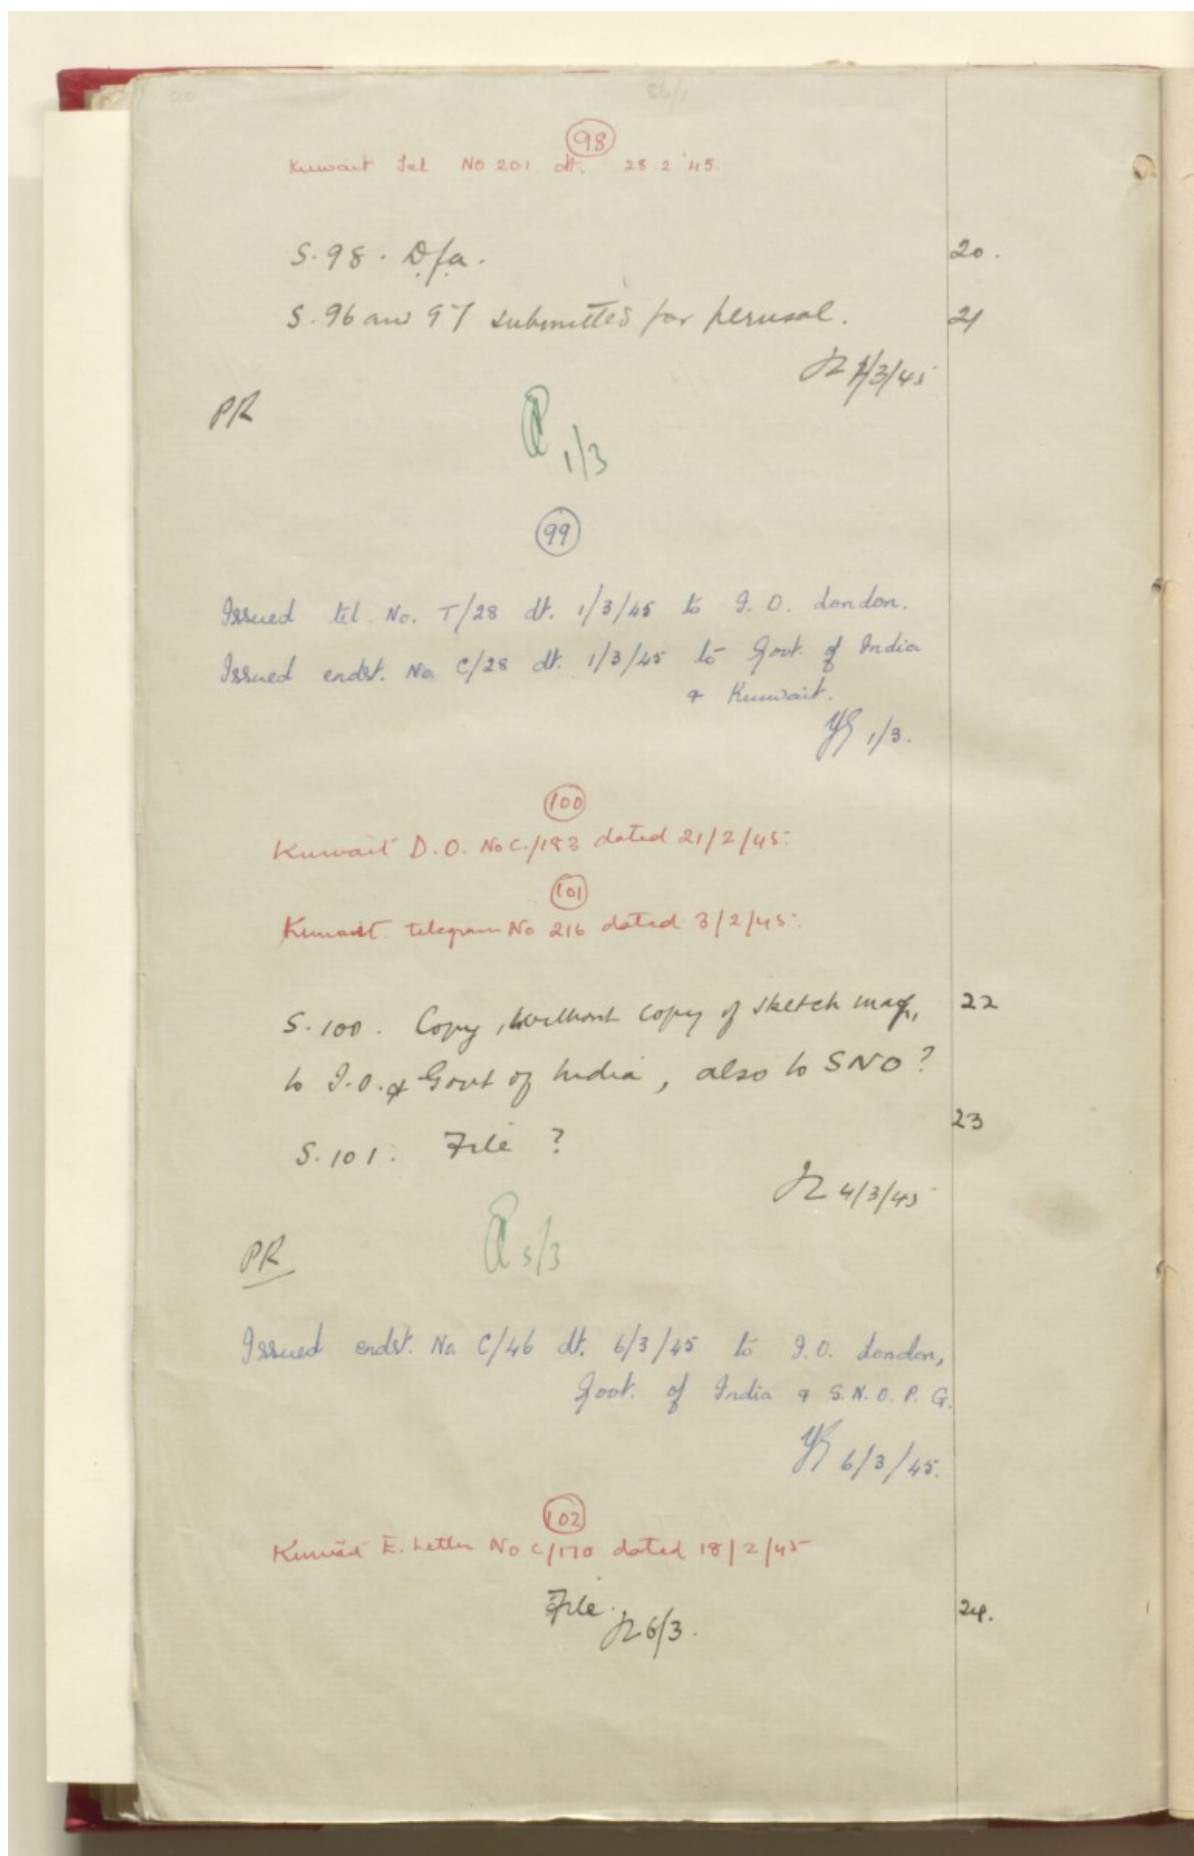 86/1
98
Kuwait Tel No 201 dt. 28.2.'45.
S.98. D.f.a. 20.
S.96 and 97 submitted for perusal. 21
1/3/45
PR
1/3
99
Issued tel. No. T/28 dt. 1/3/45 to I.O. London.
Issued endst. No. C/28 dt. 1/3/45 to Govt. of India
& Kuwait.
1/3.
100
Kuwait D.O. No C./183 dated 21/2/45.
101
Kuwait. telegram No 216 dated 3/2/45.
S.100. Copy, without copy of sketch map, 22
to I.O. & Govt of India, also to SNO?
23
S.101. File ?
4/3/45
5/3
PR
Issued endst. No. C/46 dt. 6/3/45 to I.O. London,
Govt. of India & S.N.O.P.G.
6/3/45.
102
Kuwait E. Letter No C/170 dated 18/2/45
File. 24.
6/3.